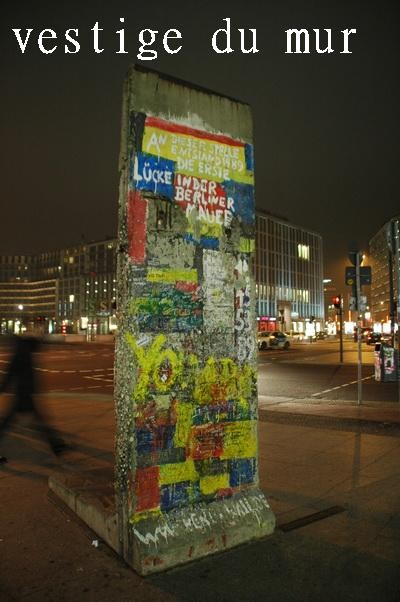 vestige du mur
AN DIESER STELLE
ENTSTAND 1989
DIE ERSTE
LÜCKE IN DER
BERLINER
MAUER